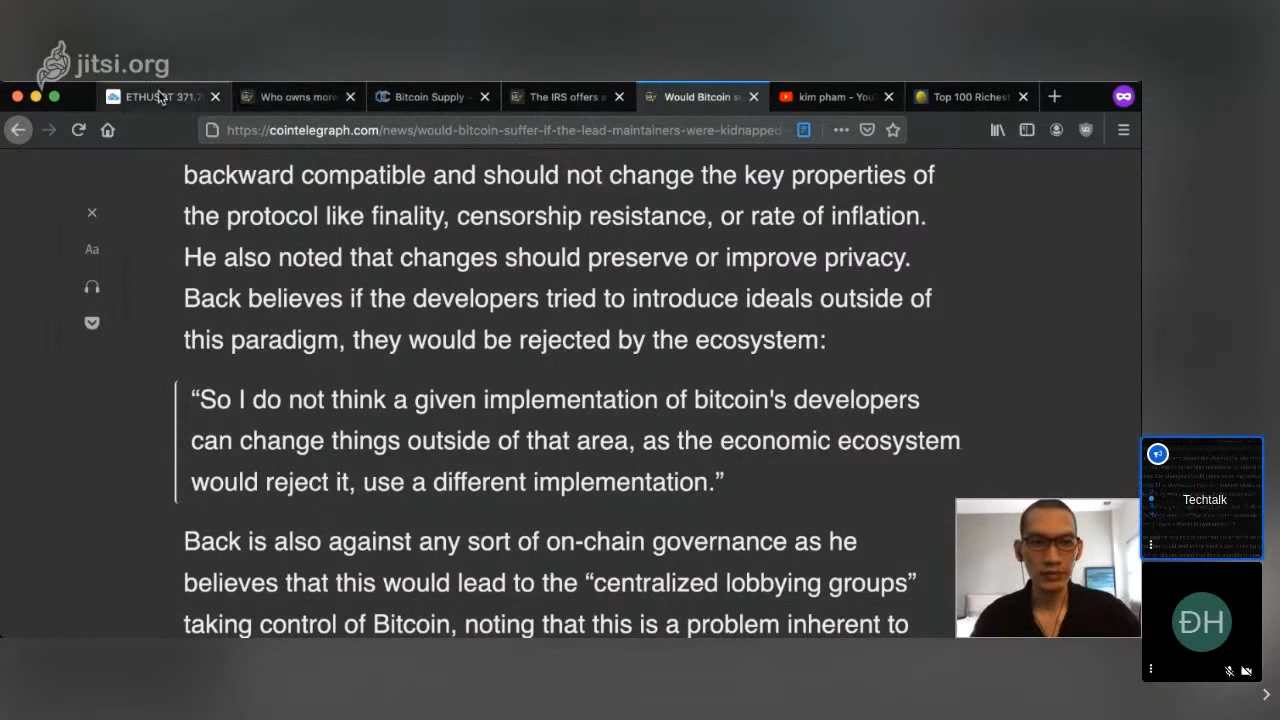 jitsi.org
ETHUSDT 371.7
Who owns more
Bitcoin Supply -
The IRS offers a
Would Bitcoin s
kim pham - You
Top 100 Riches
https://cointelegraph.com/news/would-bitcoin-suffer-if-the-lead-maintainers-were-kidnapped-
backward compatible and should not change the key properties of
the protocol like finality, censorship resistance, or rate of inflation.
He also noted that changes should preserve or improve privacy.
Back believes if the developers tried to introduce ideals outside of
this paradigm, they would be rejected by the ecosystem:
“So I do not think a given implementation of bitcoin's developers
can change things outside of that area, as the economic ecosystem
would reject it, use a different implementation.”
Back is also against any sort of on-chain governance as he
believes that this would lead to the “centralized lobbying groups”
taking control of Bitcoin, noting that this is a problem inherent to
Aa
Techtalk
ĐH